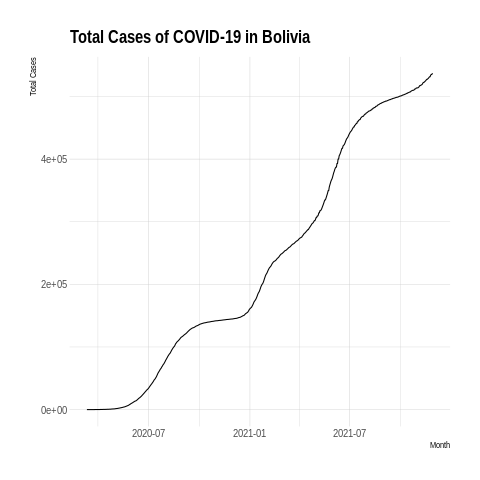 Total Cases of COVID-19 in Bolivia
Total Cases
4e+05
2e+05
0e+00
2020-07 2021-01 2021-07
Month